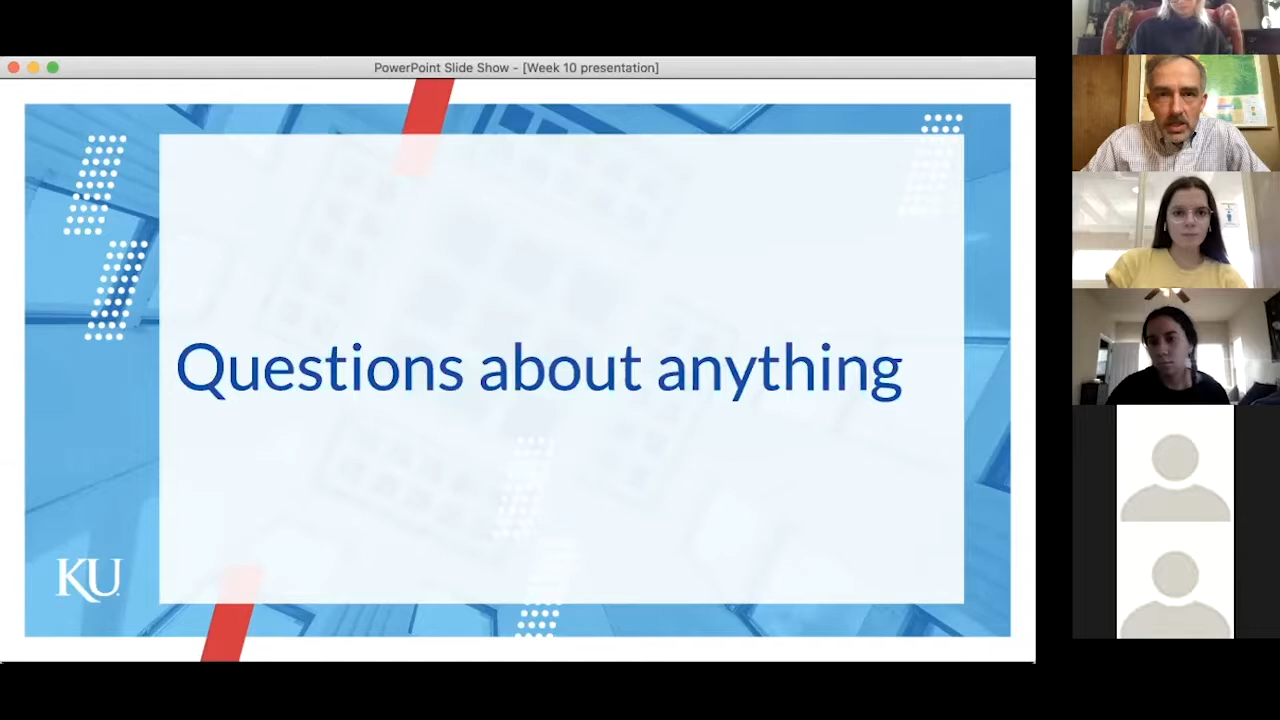 PowerPoint Slide Show - [Week 10 presentation]
Questions about anything
KU